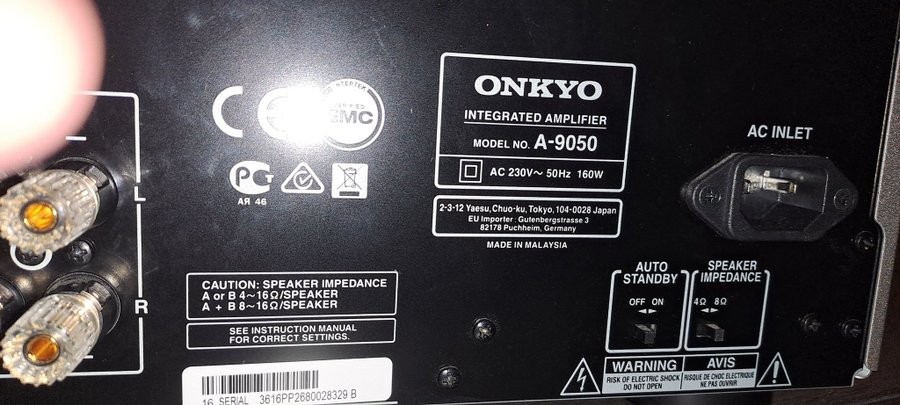 INTERTEK
EMC
ONKYO
INTEGRATED AMPLIFIER
MODEL NO. A-9050
AC 230V~ 50Hz 160W
AC INLET
РСТ
АЯ 46
2-3-12 Yaesu, Chuo-ku, Tokyo, 104-0028 Japan
EU Importer : Gutenbergstrasse 3
82178 Puchheim, Germany
MADE IN MALAYSIA
L
R
CAUTION: SPEAKER IMPEDANCE
A or B 4~16Ω/SPEAKER
A + B 8~16Ω/SPEAKER
SEE INSTRUCTION MANUAL
FOR CORRECT SETTINGS.
AUTO
STANDBY
OFF ON
SPEAKER
IMPEDANCE
4Ω 8Ω
WARNING
RISK OF ELECTRIC SHOCK
DO NOT OPEN
AVIS
RISQUE DE CHOC ELECTRIQUE
NE PAS OUVRIR
16 SERIAL 3616PP2680028329 B